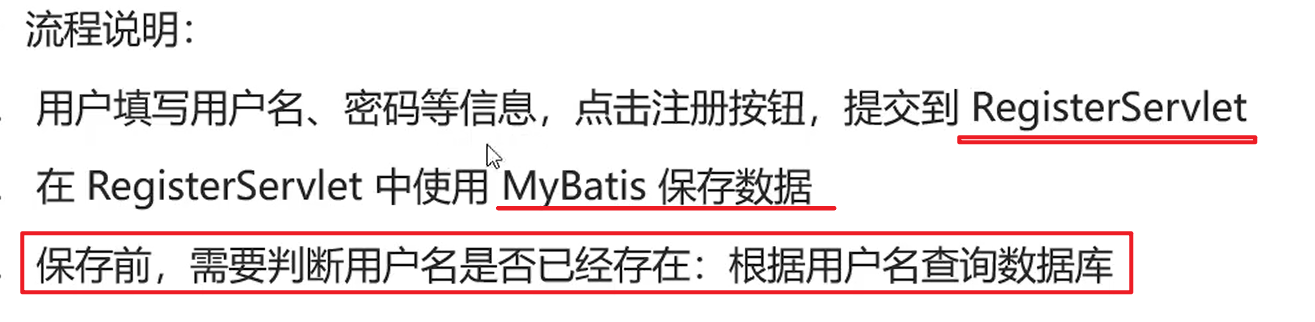 流程说明：
用户填写用户名、密码等信息，点击注册按钮，提交到 RegisterServlet
在 RegisterServlet 中使用 MyBatis 保存数据
保存前，需要判断用户名是否已经存在：根据用户名查询数据库